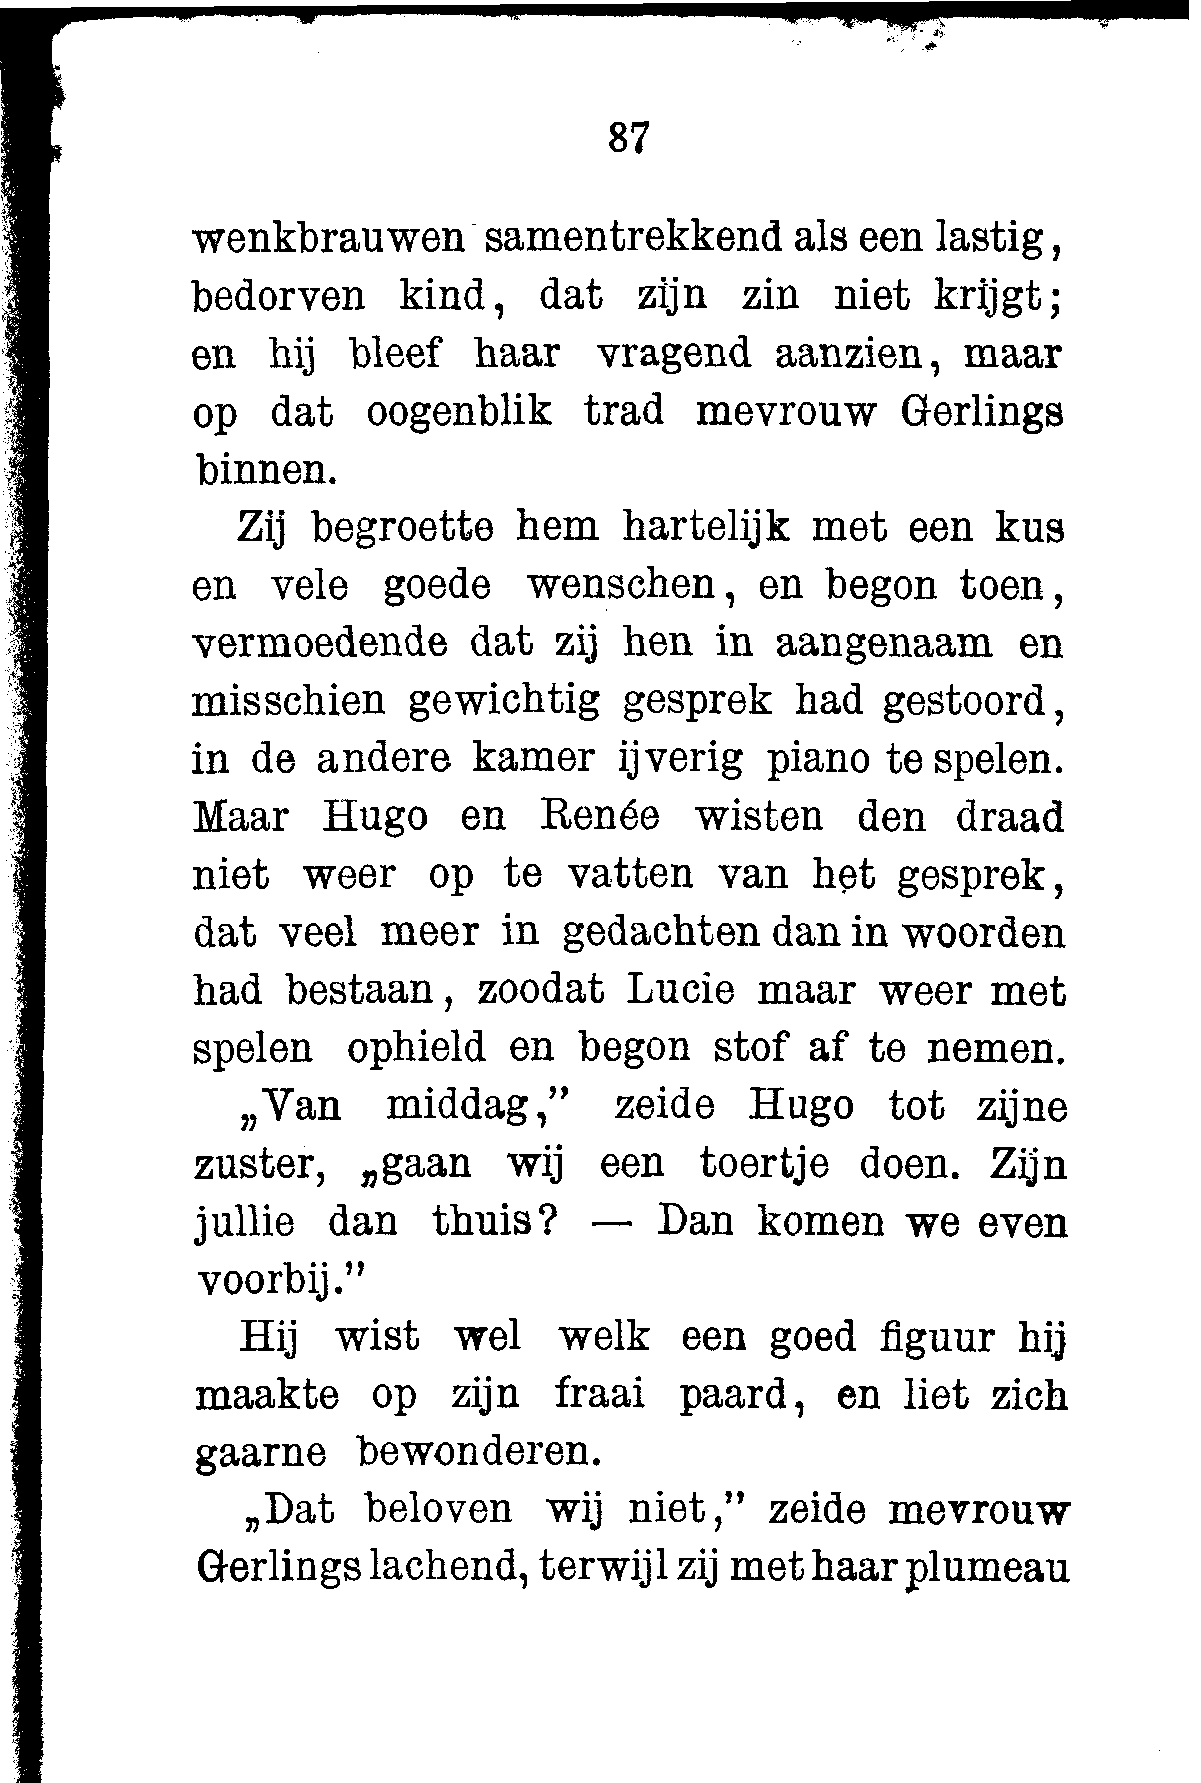 87
wenkbrauwen samentrekkend als een lastig,
bedorven kind, dat zijn zin niet krijgt;
en hij bleef haar vragend aanzien, maar
op dat oogenblik trad mevrouw Gerlings
binnen.
Zij begroette hem hartelijk met een kus
en vele goede wenschen, en begon toen,
vermoedende dat zij hen in aangenaam en
misschien gewichtig gesprek had gestoord,
in de andere kamer ijverig piano te spelen.
Maar Hugo en Renée wisten den draad
niet weer op te vatten van het gesprek,
dat veel meer in gedachten dan in woorden
had bestaan, zoodat Lucie maar weer met
spelen ophield en begon stof af te nemen.
„Van middag,” zeide Hugo tot zijne
zuster, „gaan wij een toertje doen. Zijn
jullie dan thuis? — Dan komen we even
voorbij.”
Hij wist wel welk een goed figuur hij
maakte op zijn fraai paard, en liet zich
gaarne bewonderen.
„Dat beloven wij niet,” zeide mevrouw
Gerlings lachend, terwijl zij met haar plumeau